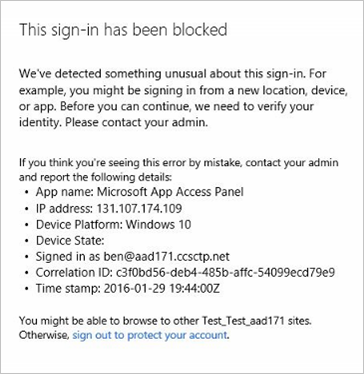 This sign-in has been blocked
We've detected something unusual about this sign-in. For
example, you might be signing in from a new location, device,
or app. Before you can continue, we need to verify your
identity. Please contact your admin.
If you think you're seeing this error by mistake, contact your admin
and report the following details:
• App name: Microsoft App Access Panel
• IP address: 131.107.174.109
• Device Platform: Windows 10
• Device State:
• Signed in as ben@aad171.ccsctp.net
• Correlation ID: c3f0bd56-deb4-485b-affc-54099ecd79e9
• Time stamp: 2016-01-29 19:44:00Z
You might be able to browse to other Test_Test_aad171 sites.
Otherwise, sign out to protect your account.